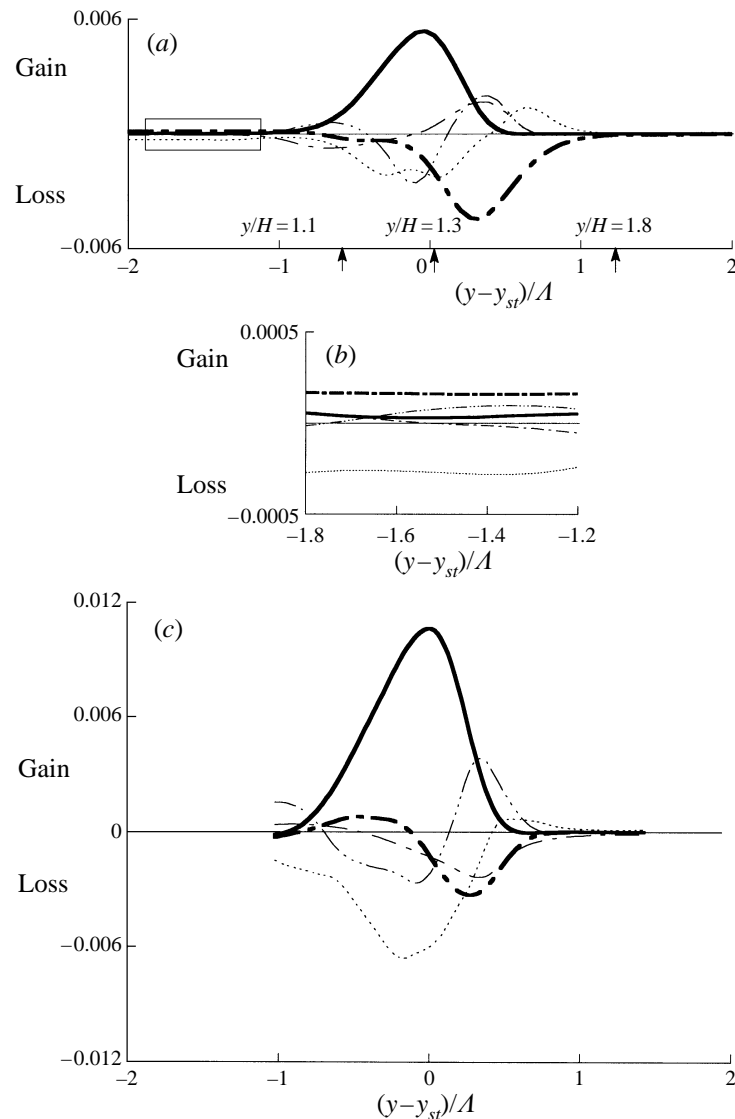 0.006
(a)
Gain
Loss
y/H = 1.1
y/H = 1.3
y/H = 1.8
−0.006
−2
−1
0
1
2
(y−y_st)/Λ
0.0005
(b)
Gain
Loss
−0.0005
−1.8
−1.6
−1.4
−1.2
(y−y_st)/Λ
0.012
(c)
0.006
Gain
0
Loss
−0.006
−0.012
−2
−1
0
1
2
(y−y_st)/Λ